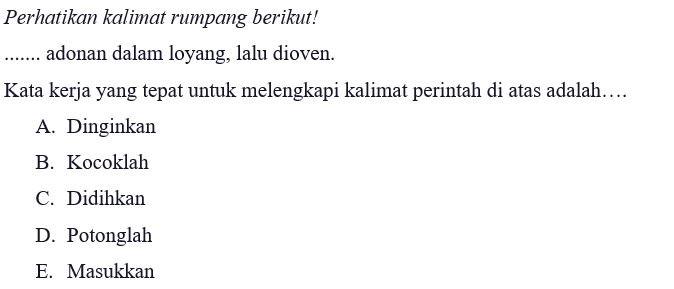 Perhatikan kalimat rumpang berikut!
....... adonan dalam loyang, lalu dioven.
Kata kerja yang tepat untuk melengkapi kalimat perintah di atas adalah….
A. Dinginkan
B. Kocoklah
C. Didihkan
D. Potonglah
E. Masukkan